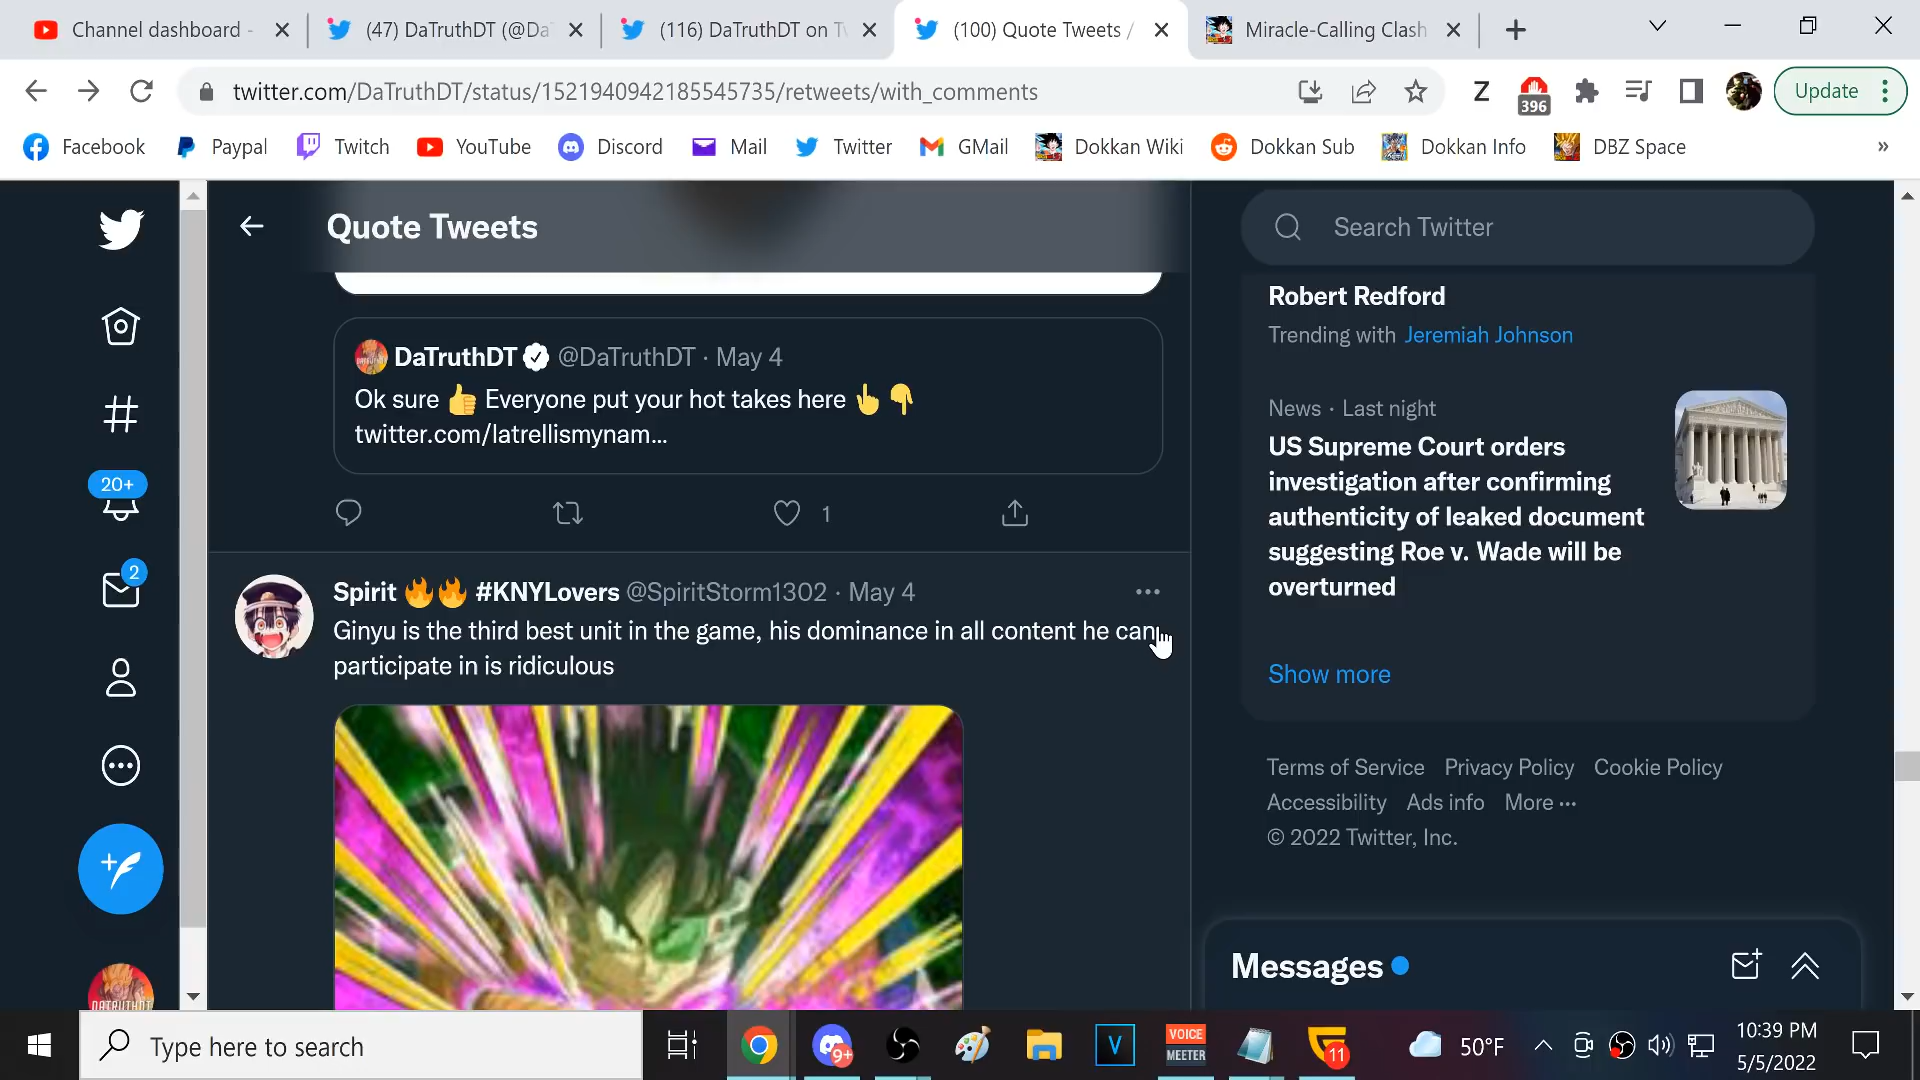 Channel dashboard -
(47) DaTruthDT (@Da
(116) DaTruthDT on T
(100) Quote Tweets /
Miracle-Calling Clash
twitter.com/DaTruthDT/status/1521940942185545735/retweets/with_comments
Z
396
Update
Facebook
Paypal
Twitch
YouTube
Discord
Mail
Twitter
GMail
Dokkan Wiki
Dokkan Sub
Dokkan Info
DBZ Space
»
Quote Tweets
Search Twitter
Robert Redford
Trending with Jeremiah Johnson
DaTruthDT @DaTruthDT · May 4
Ok sure 👍 Everyone put your hot takes here 👆👇
twitter.com/latrellismynam...
News · Last night
US Supreme Court orders
investigation after confirming
authenticity of leaked document
suggesting Roe v. Wade will be
overturned
20+
1
2
Spirit 🔥🔥 #KNYLovers @SpiritStorm1302 · May 4
Ginyu is the third best unit in the game, his dominance in all content he can
participate in is ridiculous
Show more
Terms of Service Privacy Policy Cookie Policy
Accessibility Ads info More ···
© 2022 Twitter, Inc.
DATRUTHDT
Messages
Type here to search
9+
V
VOICE
MEETER
11
50°F
10:39 PM
5/5/2022